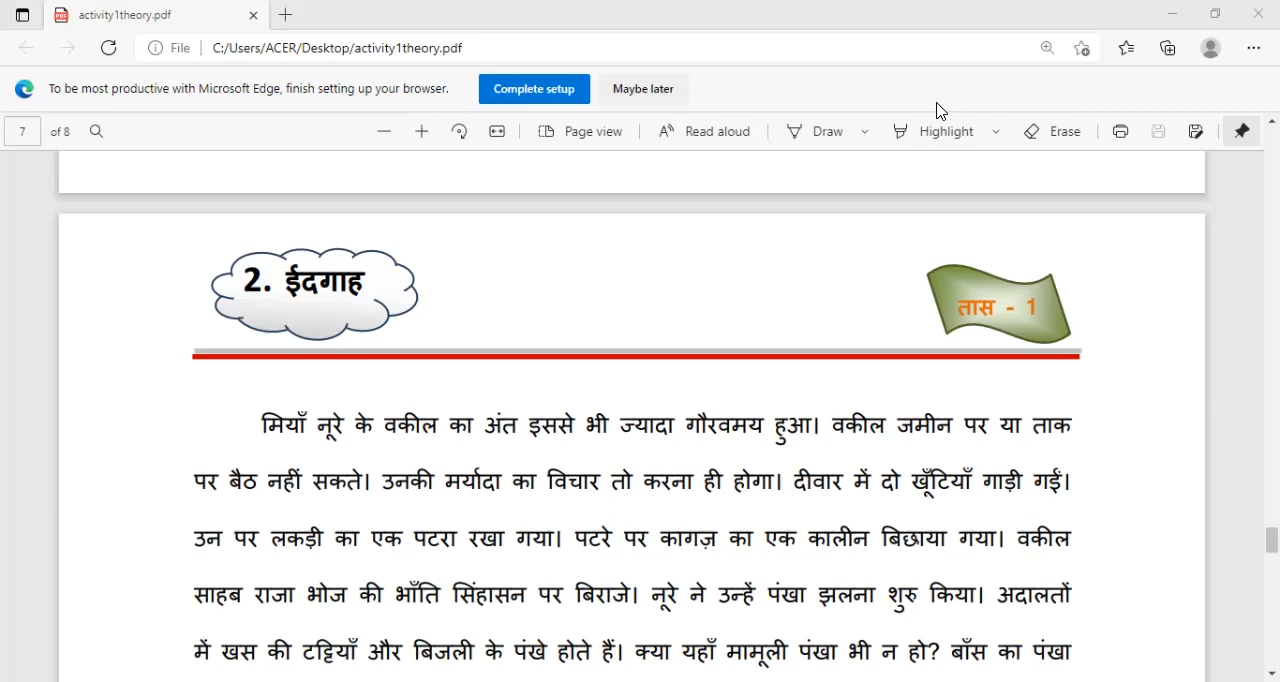 activity1theory.pdf
File C:/Users/ACER/Desktop/activity1theory.pdf
To be most productive with Microsoft Edge, finish setting up your browser. Complete setup Maybe later
7 of 8 Page view Read aloud Draw Highlight Erase
2. ईदगाह
तास - 1
मियाँ नूरे के वकील का अंत इससे भी ज्यादा गौरवमय हुआ। वकील जमीन पर या ताक
पर बैठ नहीं सकते। उनकी मर्यादा का विचार तो करना ही होगा। दीवार में दो खूँटियाँ गाड़ी गईं।
उन पर लकड़ी का एक पटरा रखा गया। पटरे पर कागज़ का एक कालीन बिछाया गया। वकील
साहब राजा भोज की भाँति सिंहासन पर बिराजे। नूरे ने उन्हें पंखा झलना शुरु किया। अदालतों
में खस की टट्टियाँ और बिजली के पंखे होते हैं। क्या यहाँ मामूली पंखा भी न हो? बाँस का पंखा